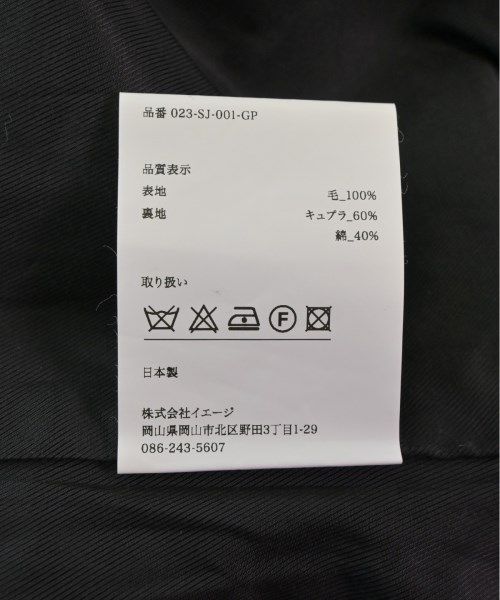 品番 023-SJ-001-GP
品質表示
表地 毛_100%
裏地 キュプラ_60%
綿_40%
取り扱い
F
日本製
株式会社イエージ
岡山県岡山市北区野田3丁目1-29
086-243-5607